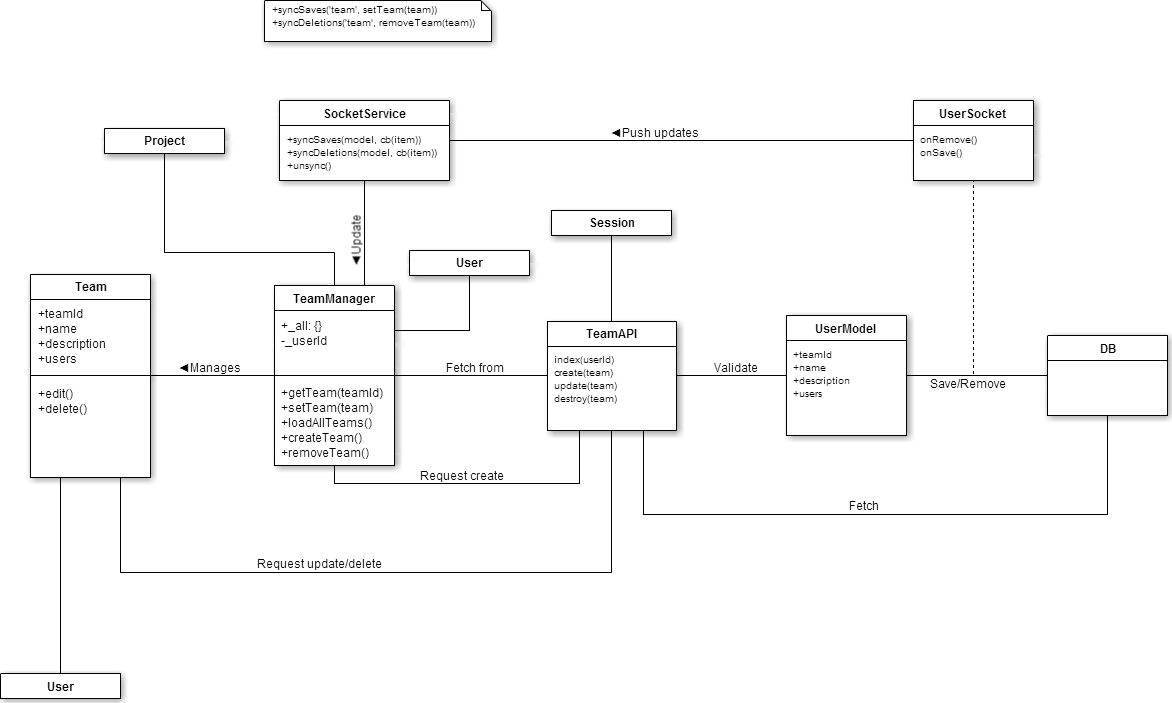 +syncSaves('team', setTeam(team))
+syncDeletions('team', removeTeam(team))
SocketService
+syncSaves(model, cb(item))
+syncDeletions(model, cb(item))
+unsync()
UserSocket
onRemove()
onSave()
◄Push updates
Project
◄Update
Session
User
Team
+teamId
+name
+description
+users
+edit()
+delete()
◄Manages
TeamManager
+_all: {}
-_userId
+getTeam(teamId)
+setTeam(team)
+loadAllTeams()
+createTeam()
+removeTeam()
Fetch from
TeamAPI
index(userId)
create(team)
update(team)
destroy(team)
Validate
UserModel
+teamId
+name
+description
+users
Save/Remove
DB
Request create
Fetch
Request update/delete
User